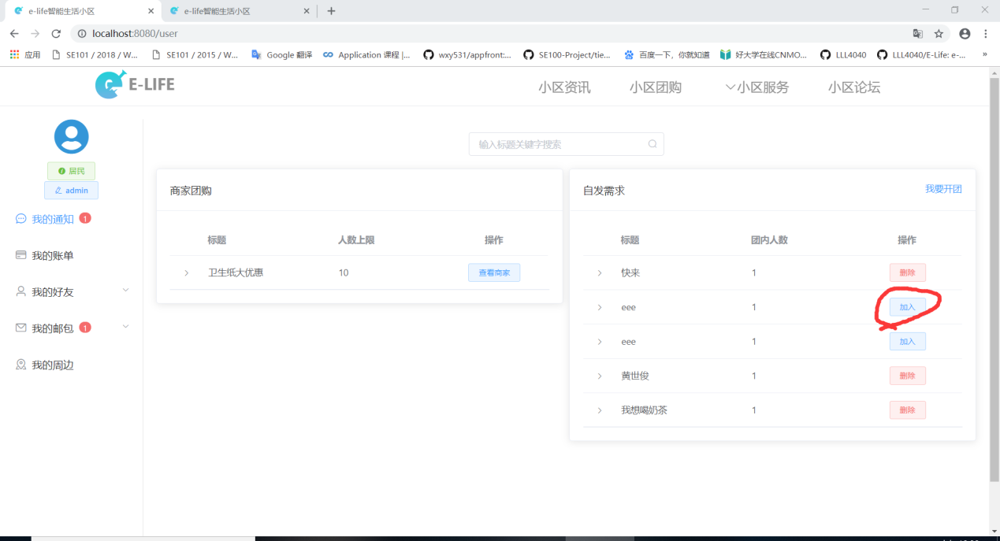 e-life智能生活小区
e-life智能生活小区
localhost:8080/user
应用
SE101 / 2018 / W...
SE101 / 2015 / W...
Google 翻译
Application 课程 |...
wxy531/appfront:...
SE100-Project/tie...
百度一下，你就知道
好大学在线CNMO...
LLL4040
LLL4040/E-Life: e-...
»
E-LIFE
小区资讯
小区团购
小区服务
小区论坛
居民
admin
我的通知 1
我的账单
我的好友
我的邮包 1
我的周边
输入标题关键字搜索
商家团购
标题 人数上限 操作
卫生纸大优惠 10 查看商家
自发需求 我要开团
标题 团内人数 操作
快来 1 删除
eee 1 加入
eee 1 加入
黄世俊 1 删除
我想喝奶茶 1 删除